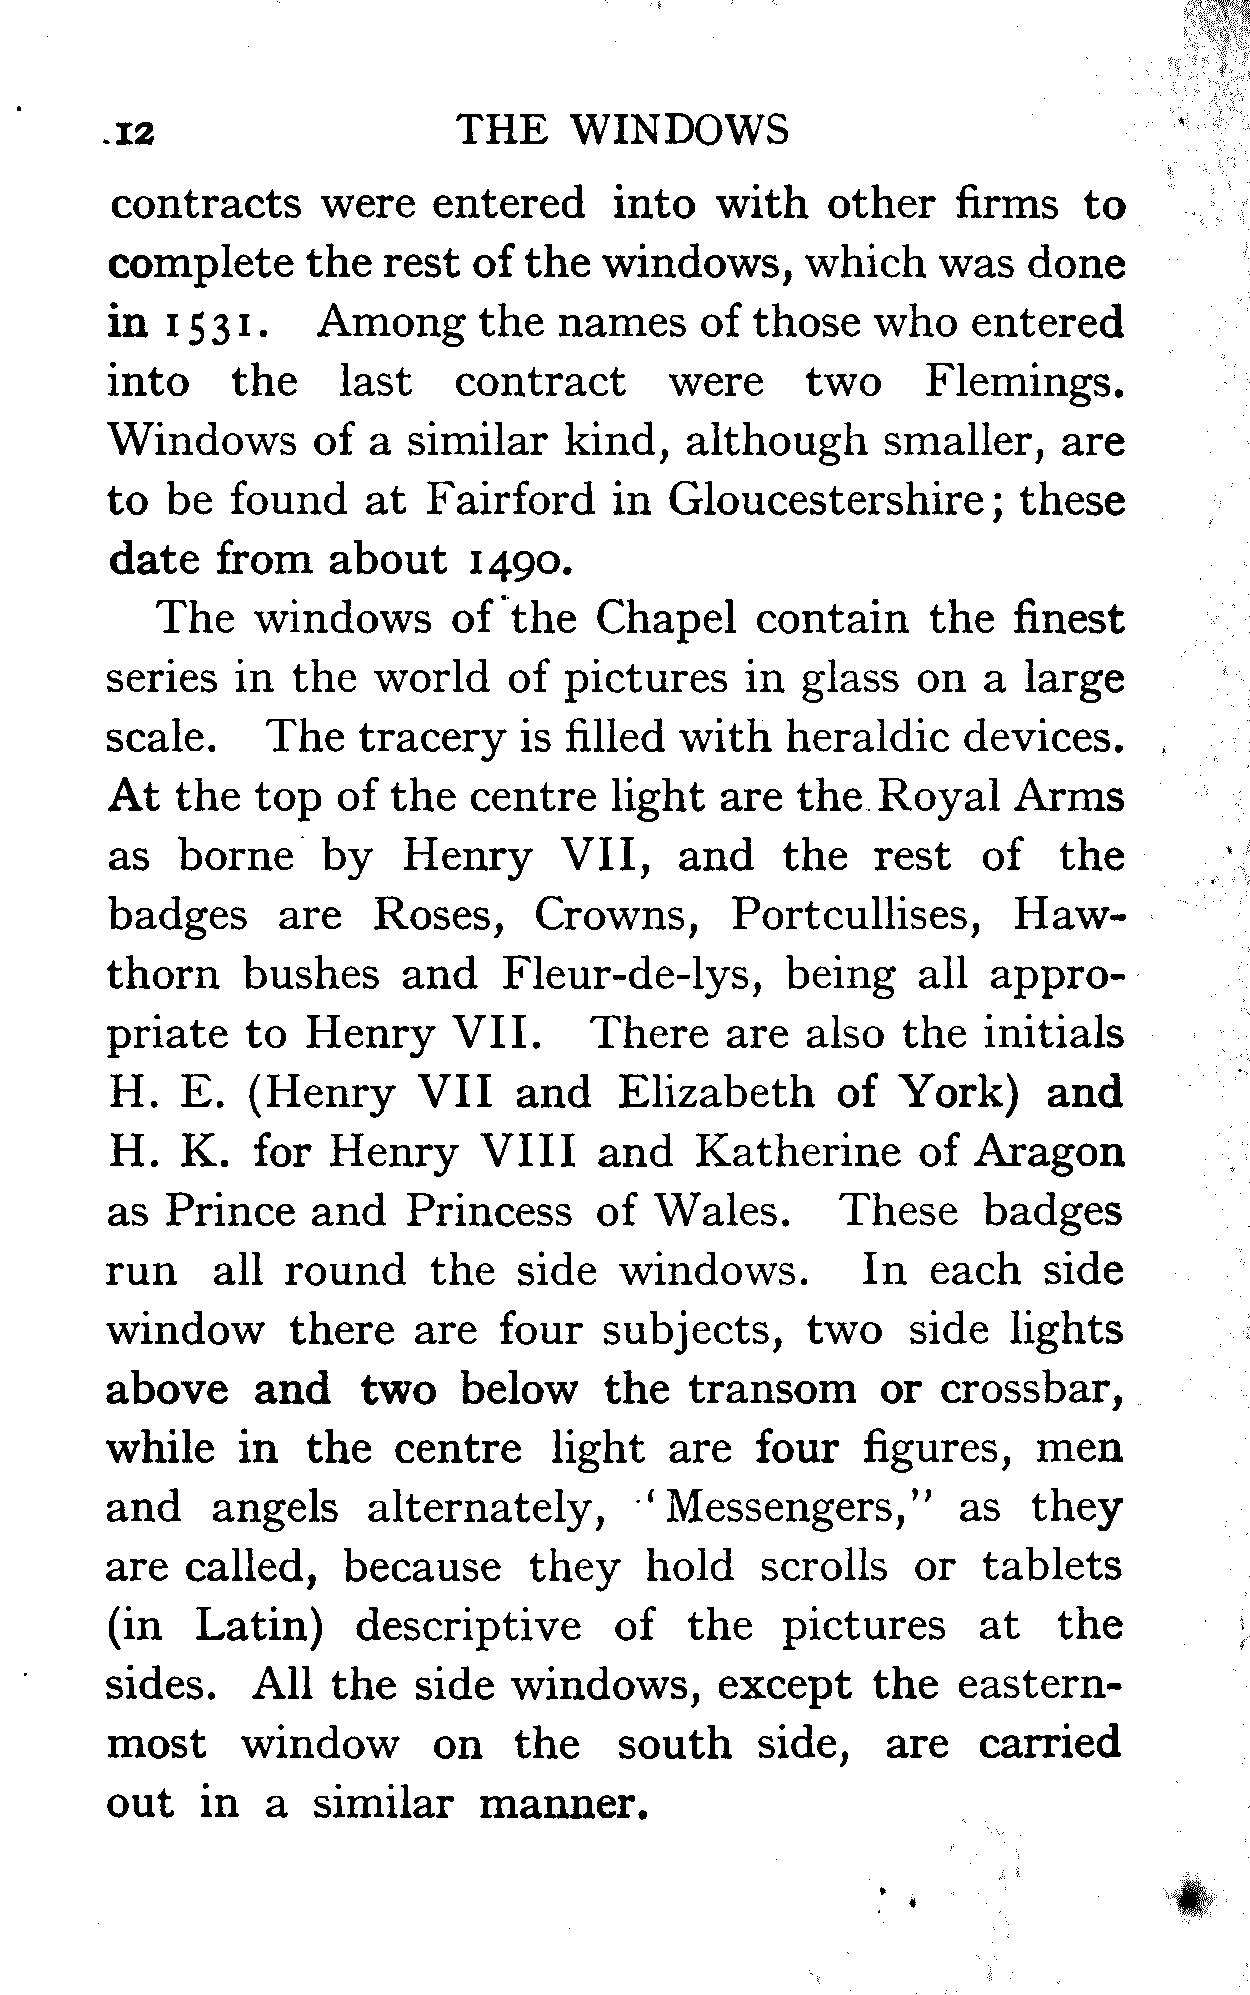 12 THE WINDOWS
contracts were entered into with other firms to
complete the rest of the windows, which was done
in 1531. Among the names of those who entered
into the last contract were two Flemings.
Windows of a similar kind, although smaller, are
to be found at Fairford in Gloucestershire; these
date from about 1490.
The windows of the Chapel contain the finest
series in the world of pictures in glass on a large
scale. The tracery is filled with heraldic devices.
At the top of the centre light are the Royal Arms
as borne by Henry VII, and the rest of the
badges are Roses, Crowns, Portcullises, Haw-
thorn bushes and Fleur-de-lys, being all appro-
priate to Henry VII. There are also the initials
H. E. (Henry VII and Elizabeth of York) and
H. K. for Henry VIII and Katherine of Aragon
as Prince and Princess of Wales. These badges
run all round the side windows. In each side
window there are four subjects, two side lights
above and two below the transom or crossbar,
while in the centre light are four figures, men
and angels alternately, ‘Messengers,” as they
are called, because they hold scrolls or tablets
(in Latin) descriptive of the pictures at the
sides. All the side windows, except the eastern-
most window on the south side, are carried
out in a similar manner.